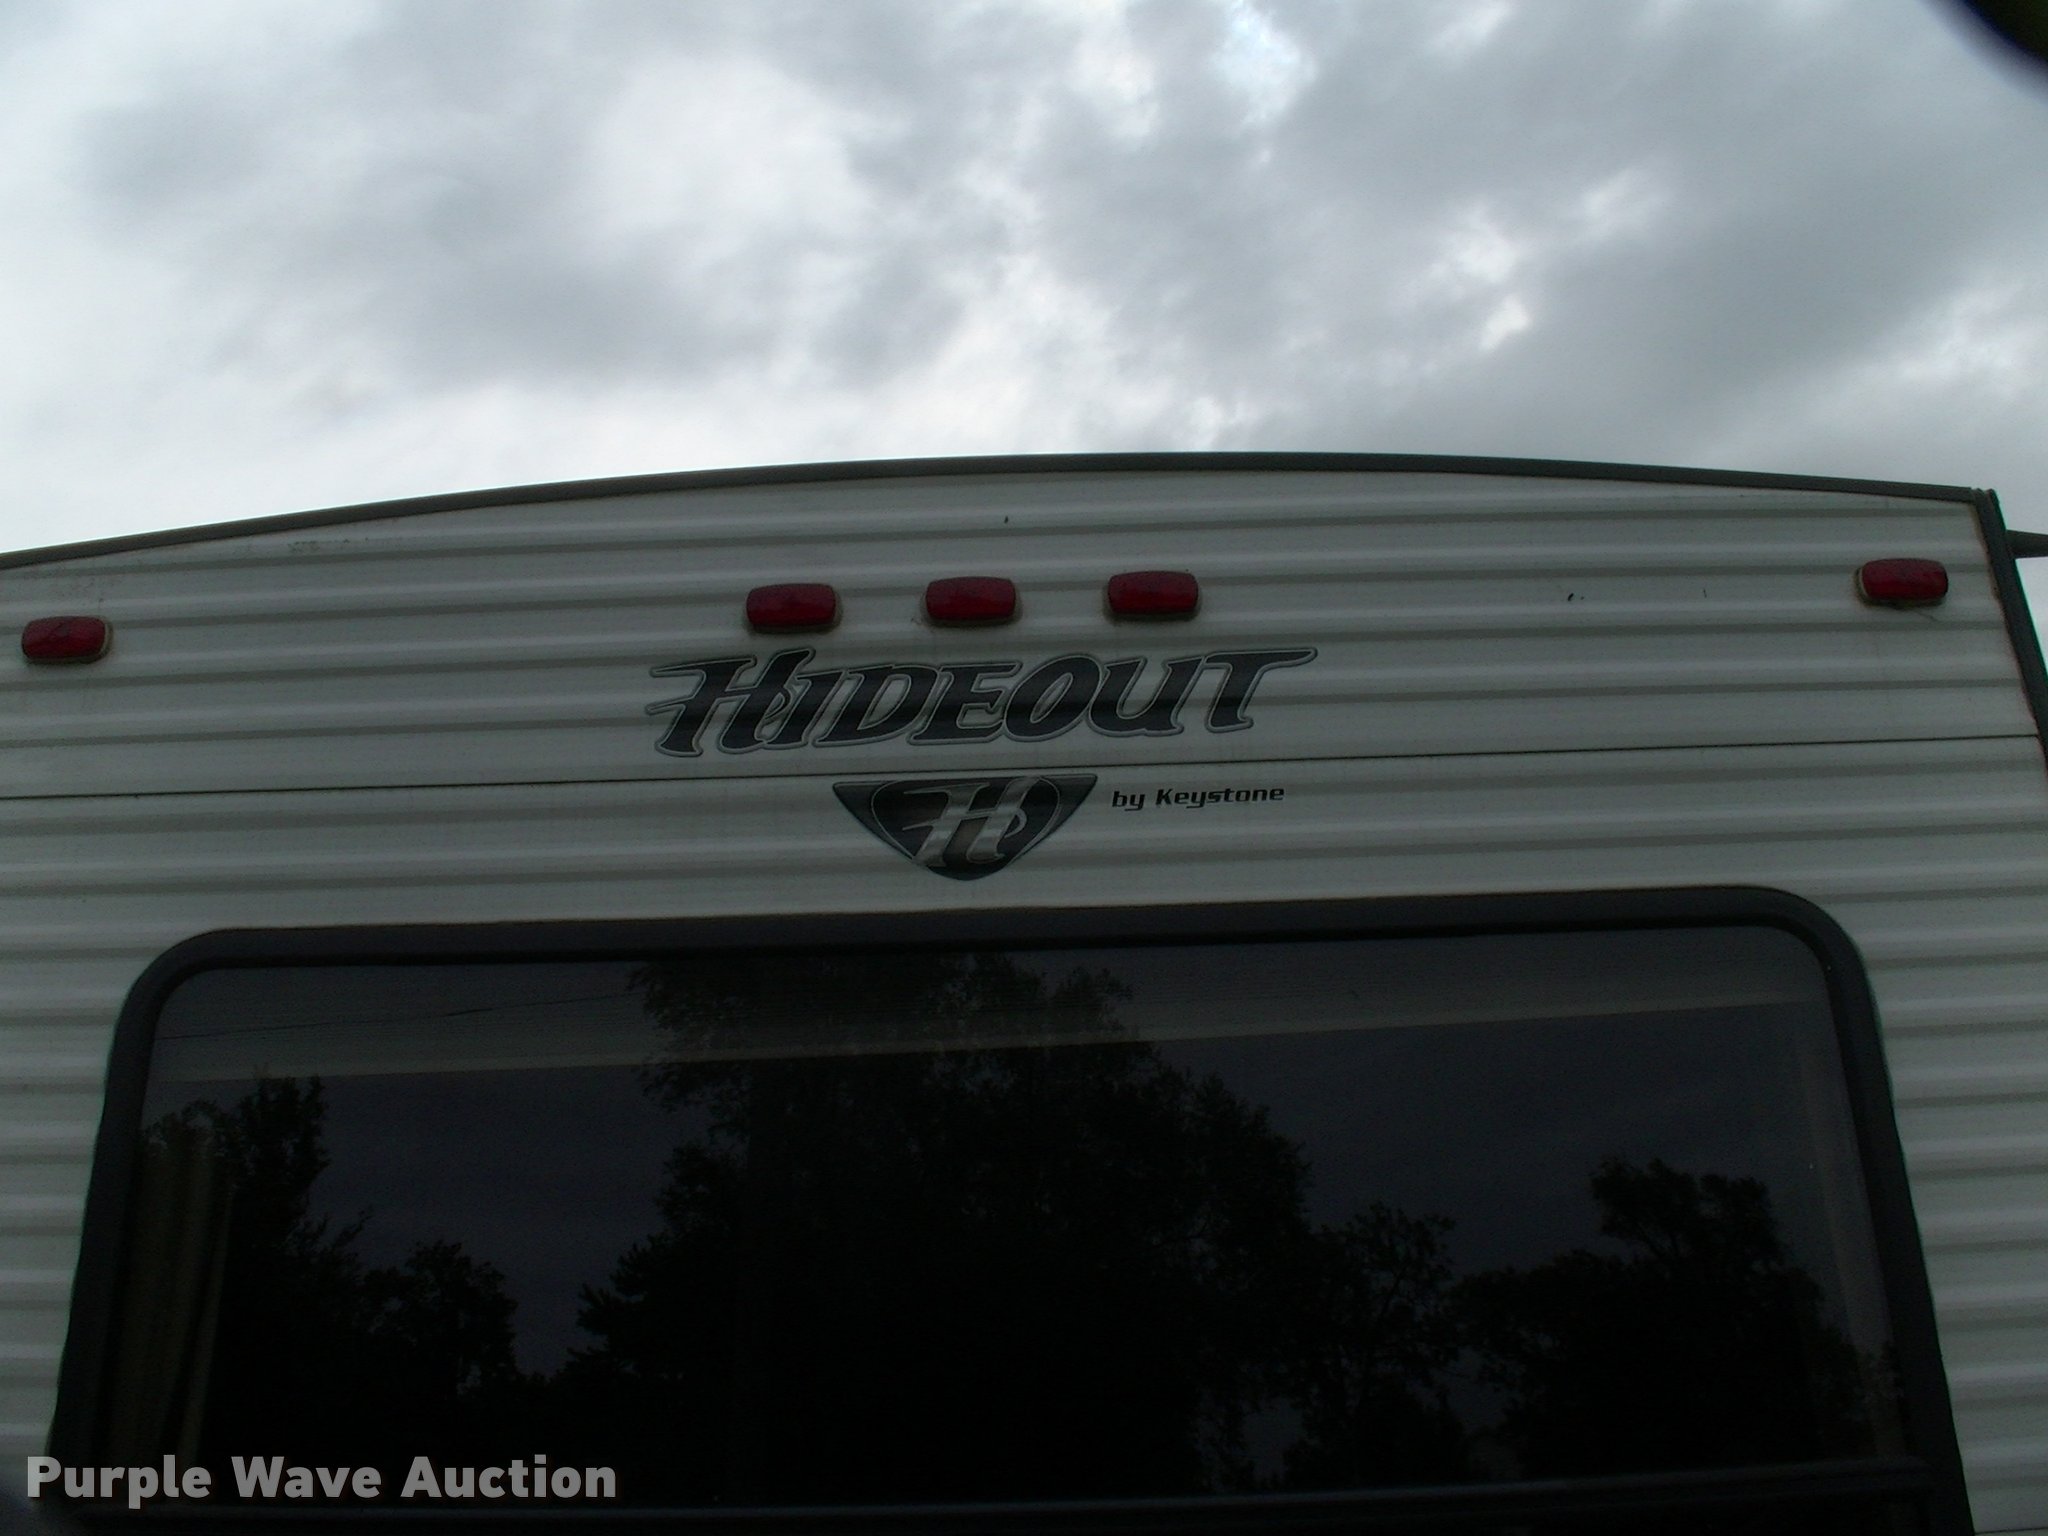 HIDEOUT
H by Keystone
Purple Wave Auction